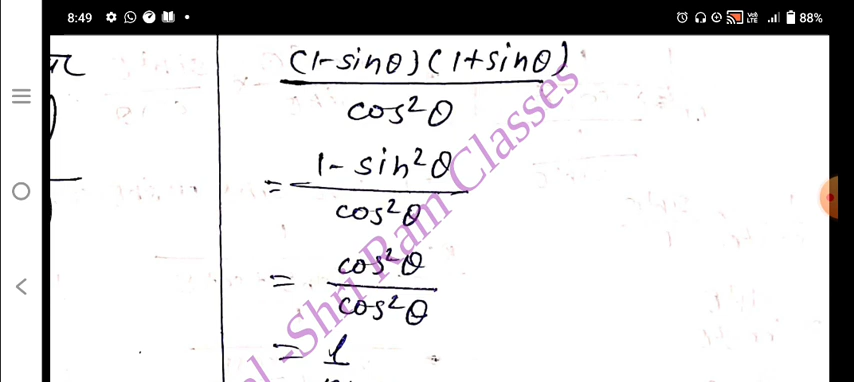 8:49
88%
π
(1-sinθ)(1+sinθ)
cos²θ
= 1-sin²θ
cos²θ
= cos²θ
cos²θ
= 1
Shri Ram Classes